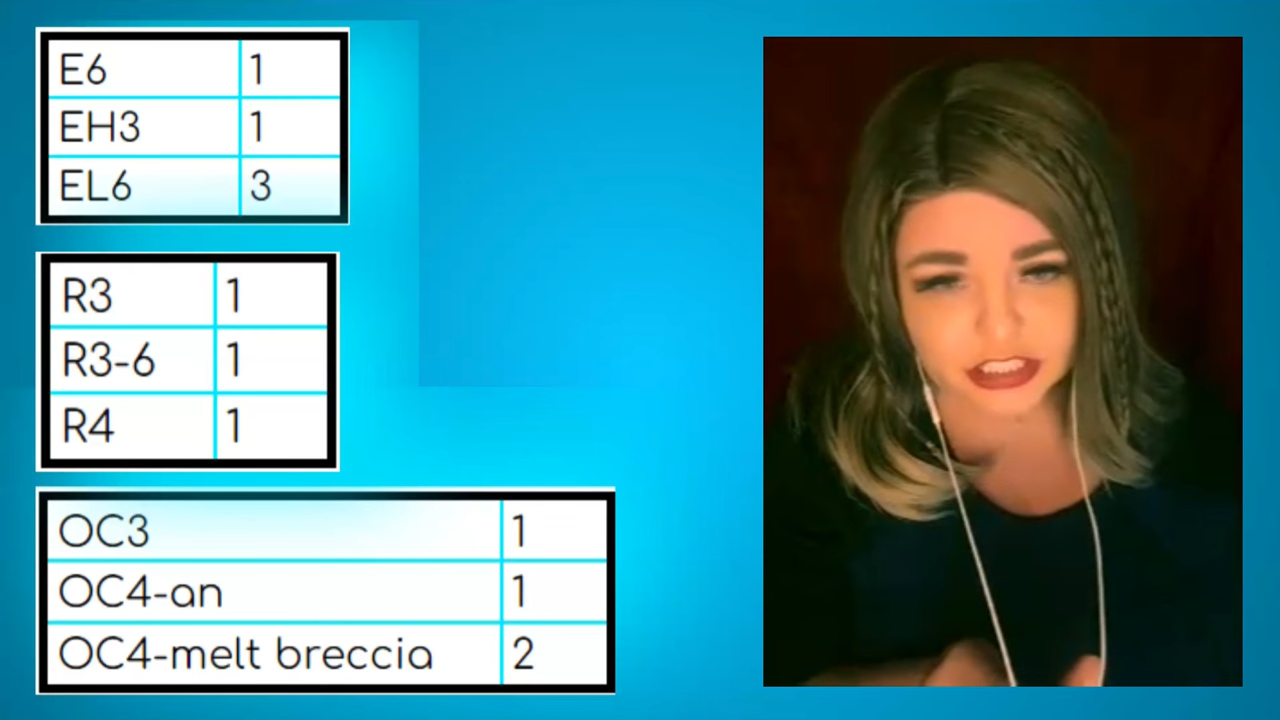 E6 1
EH3 1
EL6 3
R3 1
R3-6 1
R4 1
OC3 1
OC4-an 1
OC4-melt breccia 2